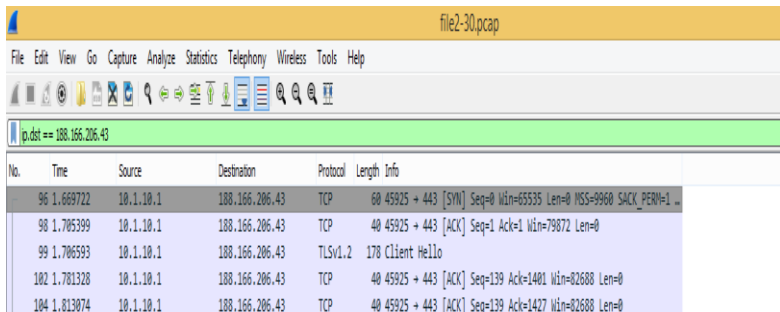 file2-30.pcap
File Edit View Go Capture Analyze Statistics Telephony Wireless Tools Help
ip.dst == 188.166.206.43
No. Time Source Destination Protocol Length Info
96 1.669722 10.1.10.1 188.166.206.43 TCP 60 45925 → 443 [SYN] Seq=0 Win=65535 Len=0 MSS=9960 SACK_PERM=1 …
98 1.705399 10.1.10.1 188.166.206.43 TCP 40 45925 → 443 [ACK] Seq=1 Ack=1 Win=79872 Len=0
99 1.706593 10.1.10.1 188.166.206.43 TLSv1.2 178 Client Hello
102 1.781328 10.1.10.1 188.166.206.43 TCP 40 45925 → 443 [ACK] Seq=139 Ack=1401 Win=82688 Len=0
104 1.813074 10.1.10.1 188.166.206.43 TCP 40 45925 → 443 [ACK] Seq=139 Ack=1427 Win=82688 Len=0